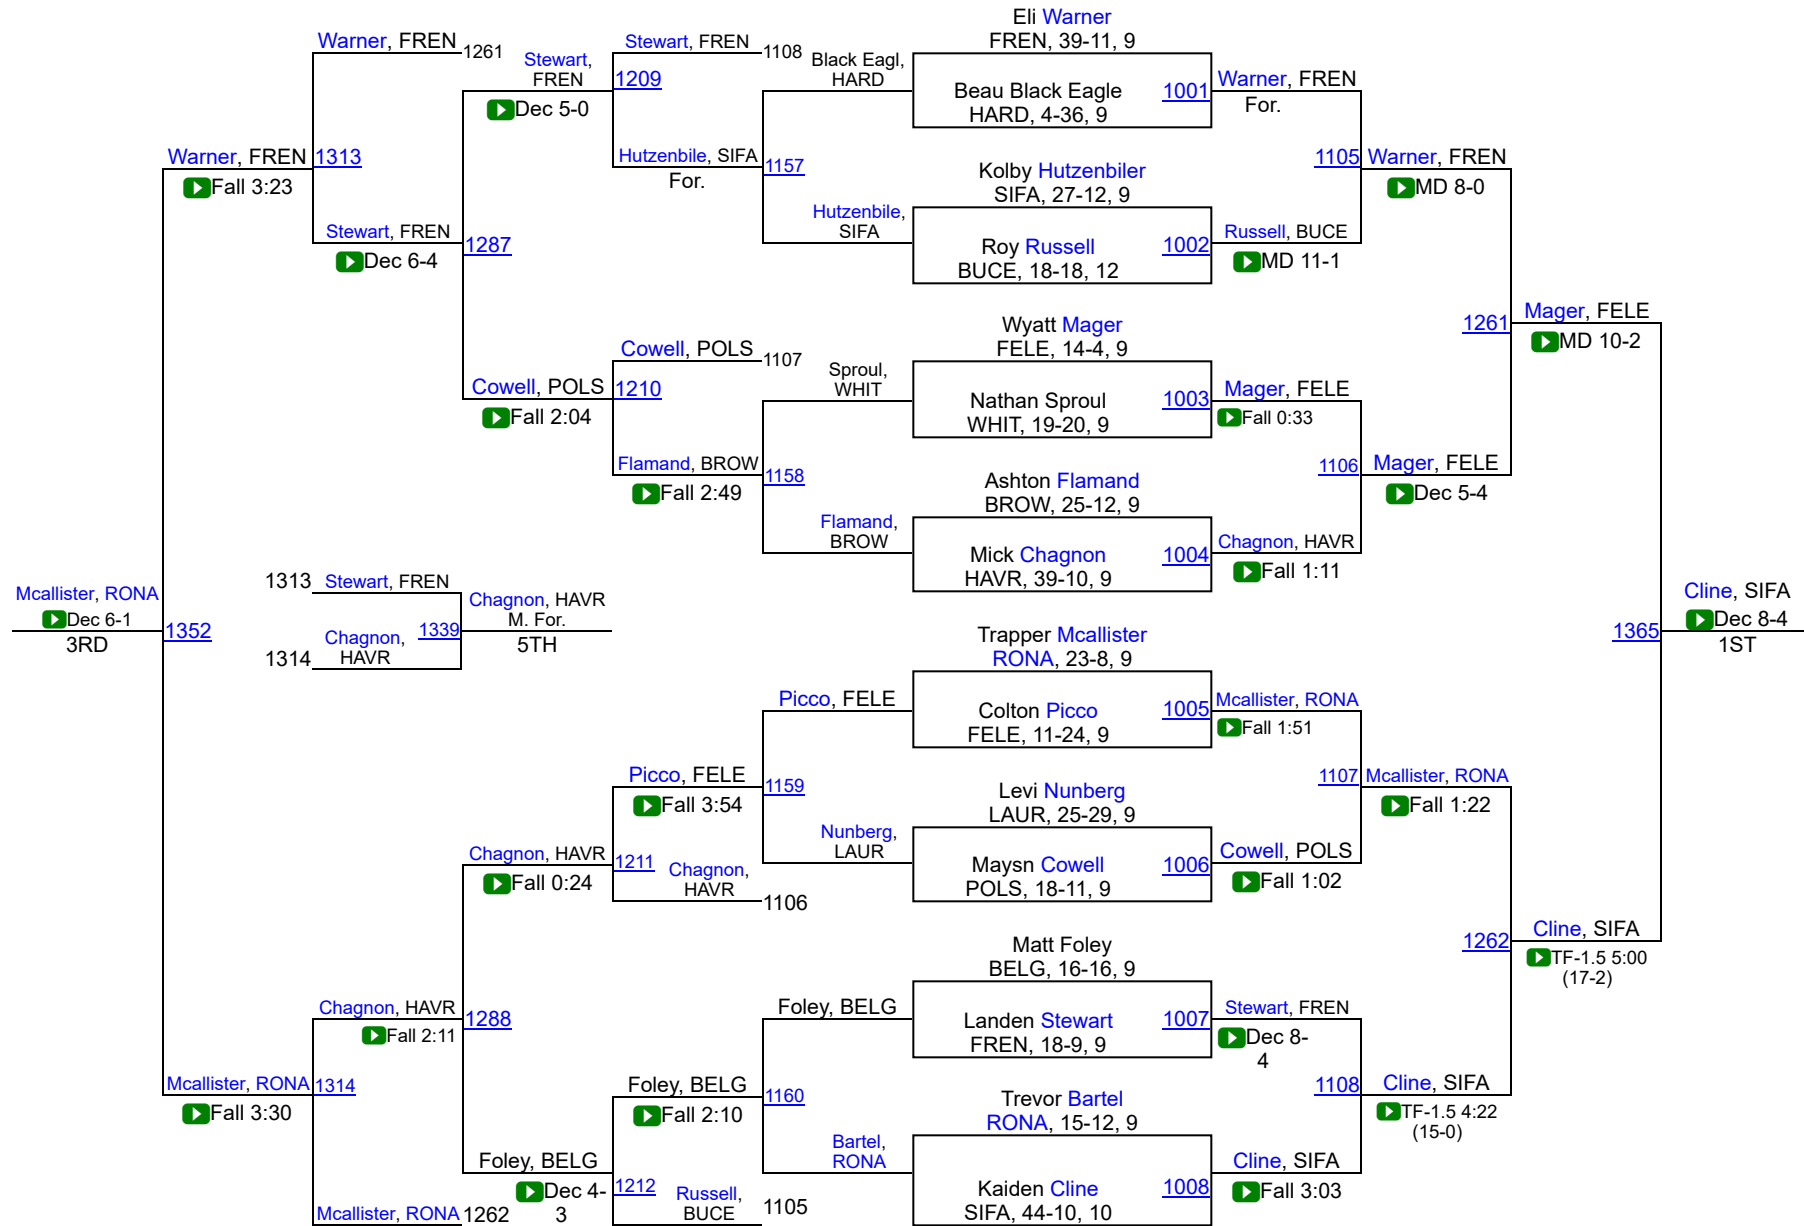 Eli Warner
FREN, 39-11, 9
Beau Black Eagle
HARD, 4-36, 9
1001
Warner, FREN
For.
Kolby Hutzenbiler
SIFA, 27-12, 9
Roy Russell
BUCE, 18-18, 12
1002
Russell, BUCE
MD 11-1
Wyatt Mager
FELE, 14-4, 9
Nathan Sproul
WHIT, 19-20, 9
1003
Mager, FELE
Fall 0:33
Ashton Flamand
BROW, 25-12, 9
Mick Chagnon
HAVR, 39-10, 9
1004
Chagnon, HAVR
Fall 1:11
Trapper Mcallister
RONA, 23-8, 9
Colton Picco
FELE, 11-24, 9
1005
Mcallister, RONA
Fall 1:51
Levi Nunberg
LAUR, 25-29, 9
Maysn Cowell
POLS, 18-11, 9
1006
Cowell, POLS
Fall 1:02
Matt Foley
BELG, 16-16, 9
Landen Stewart
FREN, 18-9, 9
1007
Stewart, FREN
Dec 8-
4
Trevor Bartel
RONA, 15-12, 9
Kaiden Cline
SIFA, 44-10, 10
1008
Cline, SIFA
Fall 3:03
1105
Warner, FREN
MD 8-0
1106
Mager, FELE
Dec 5-4
1107
Mcallister, RONA
Fall 1:22
1108
Cline, SIFA
TF-1.5 4:22
(15-0)
1261
Mager, FELE
MD 10-2
1262
Cline, SIFA
TF-1.5 5:00
(17-2)
1365
Cline, SIFA
Dec 8-4
1ST
Black Eagl,
HARD
Hutzenbile,
SIFA
1157
Sproul,
WHIT
Flamand,
BROW
1158
Picco, FELE
Nunberg,
LAUR
1159
Foley, BELG
Bartel,
RONA
1160
Stewart, FREN
1108
1209
Hutzenbile, SIFA
For.
Cowell, POLS
1107
1210
Flamand, BROW
Fall 2:49
Picco, FELE
Fall 3:54
1211
Chagnon,
HAVR
1106
Foley, BELG
Fall 2:10
1212
Russell,
BUCE
1105
Stewart,
FREN
Dec 5-0
1287
Cowell, POLS
Fall 2:04
Chagnon, HAVR
Fall 0:24
1288
Foley, BELG
Dec 4-
3
Warner, FREN
1261
1313
Stewart, FREN
Dec 6-4
Chagnon, HAVR
Fall 2:11
1314
Mcallister, RONA
1262
Warner, FREN
Fall 3:23
Mcallister, RONA
Fall 3:30
1352
Mcallister, RONA
Dec 6-1
3RD
1313
Stewart, FREN
1314
Chagnon,
HAVR
1339
Chagnon, HAVR
M. For.
5TH